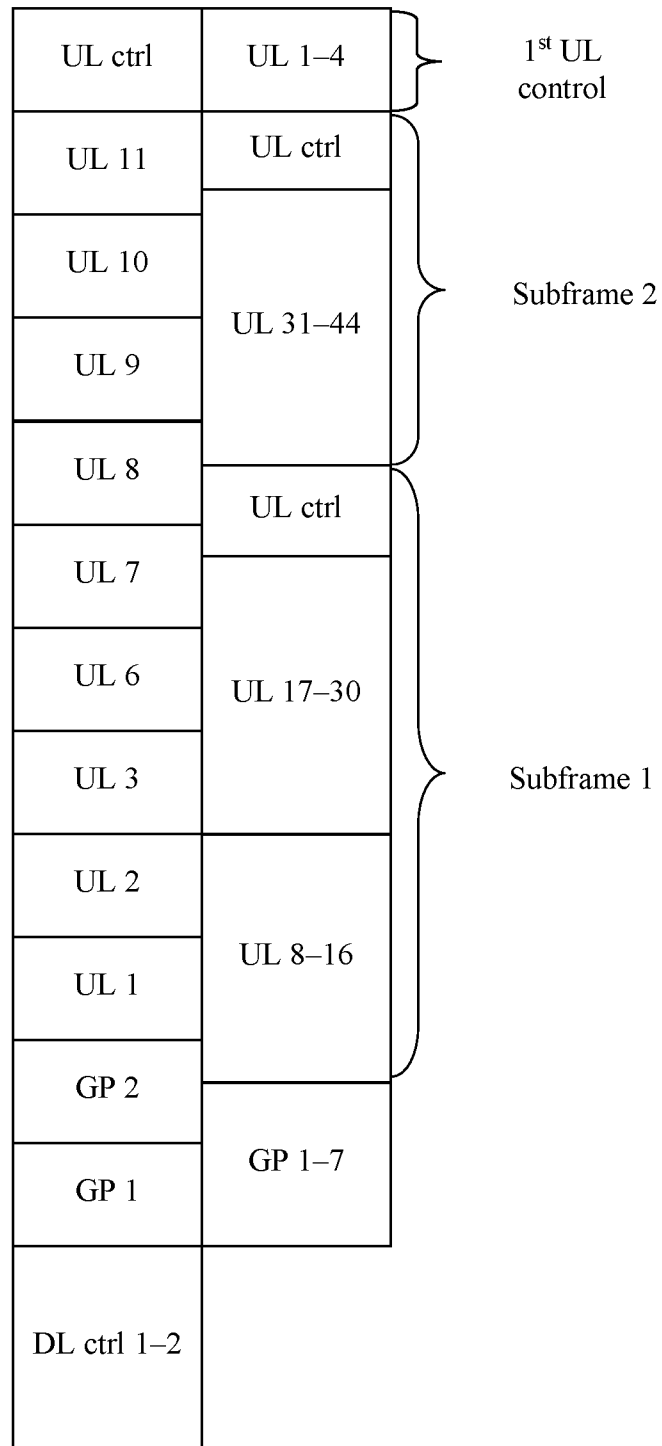 UL ctrl
UL 1–4
1st UL
control
UL 11
UL ctrl
UL 10
Subframe 2
UL 31–44
UL 9
UL 8
UL ctrl
UL 7
UL 6
UL 17–30
UL 3
Subframe 1
UL 2
UL 8–16
UL 1
GP 2
GP 1–7
GP 1
DL ctrl 1–2